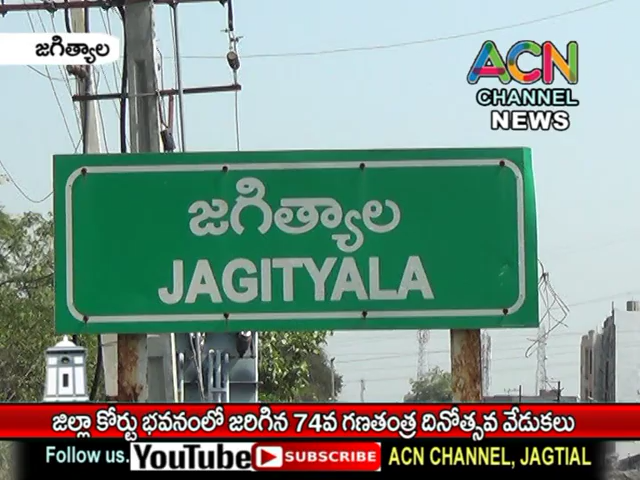 జగిత్యాల
ACN
CHANNEL
NEWS
జగిత్యాల
JAGITYALA
జిల్లా కోర్టు భవనంలో జరిగిన 74వ గణతంత్ర దినోత్సవ వేడుకలు
Follow us. YouTube SUBSCRIBE ACN CHANNEL, JAGTIAL